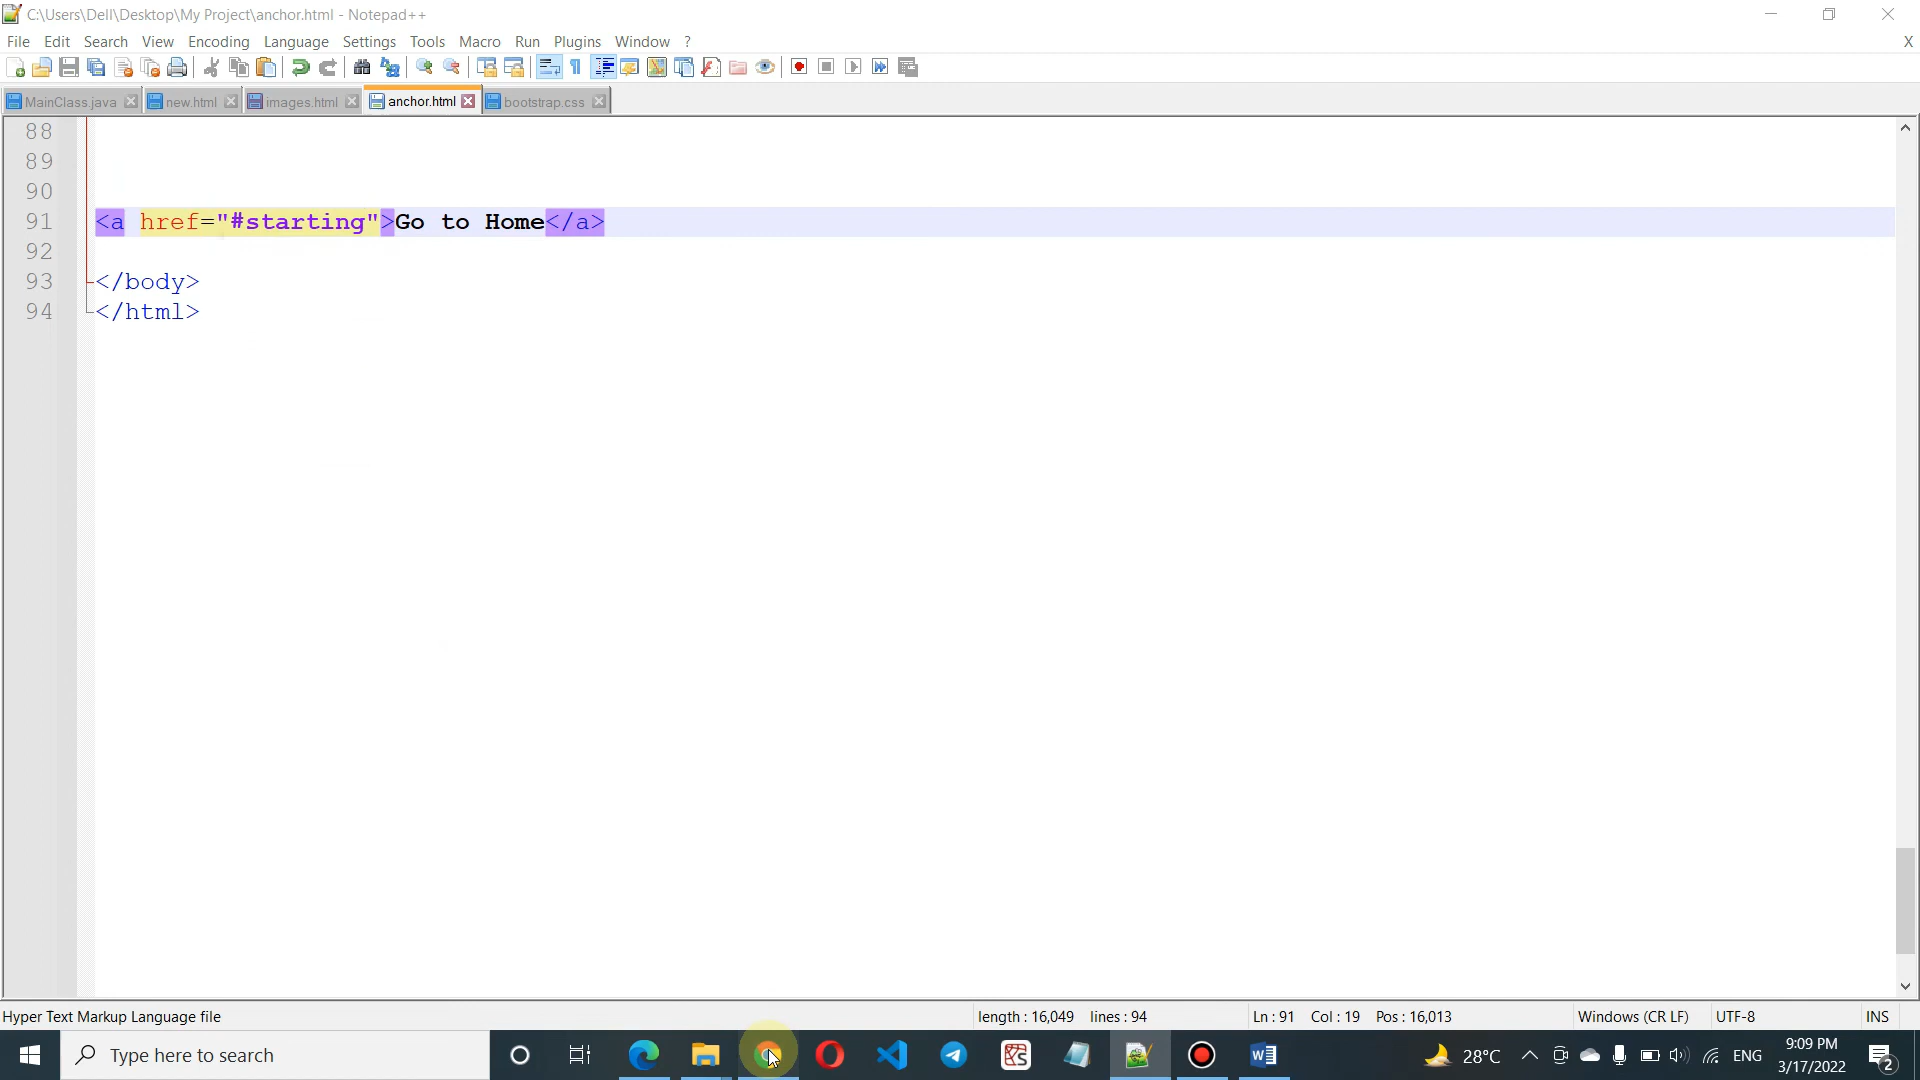 C:\Users\Dell\Desktop\My Project\anchor.html - Notepad++
File Edit Search View Encoding Language Settings Tools Macro Run Plugins Window ? X
MainClass.java new.html images.html anchor.html bootstrap.css
88
89
90
91 <a href="#starting">Go to Home</a>
92
93 </body>
94 </html>
Hyper Text Markup Language file length : 16,049 lines : 94 Ln : 91 Col : 19 Pos : 16,013 Windows (CR LF) UTF-8 INS
Type here to search 28°C ENG 9:09 PM
3/17/2022 2